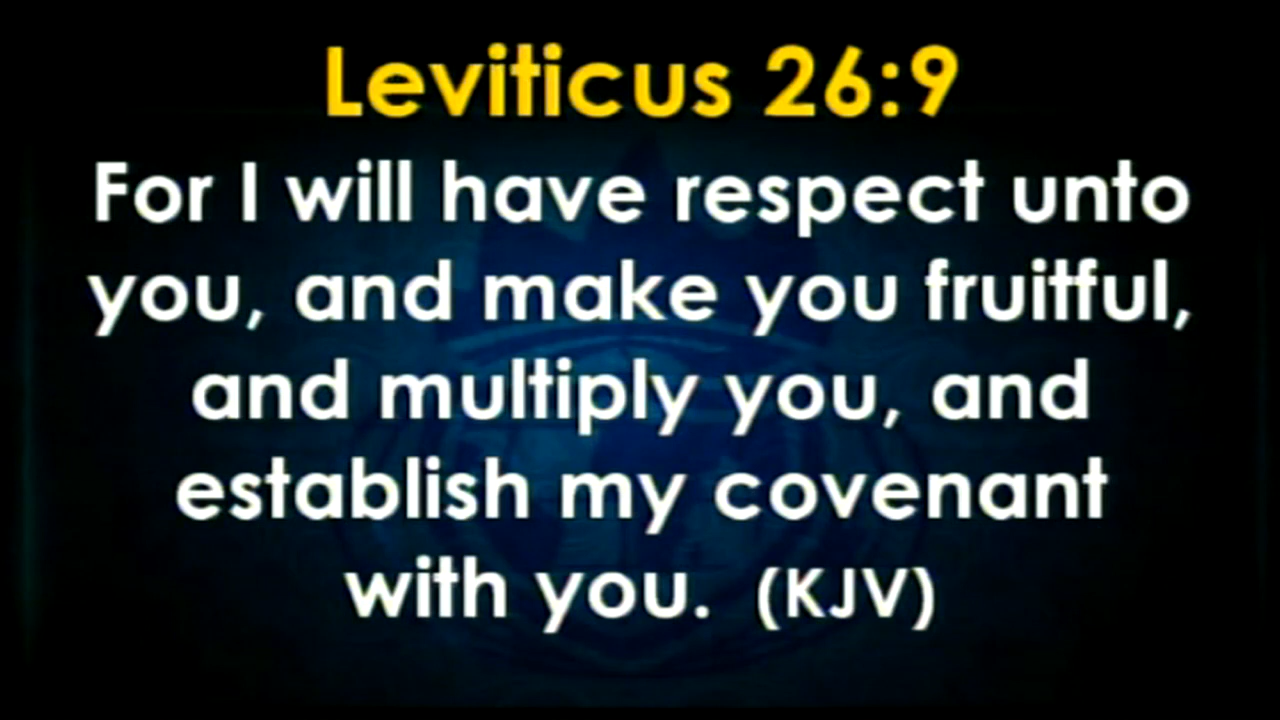 Leviticus 26:9
For I will have respect unto
you, and make you fruitful,
and multiply you, and
establish my covenant
with you. (KJV)